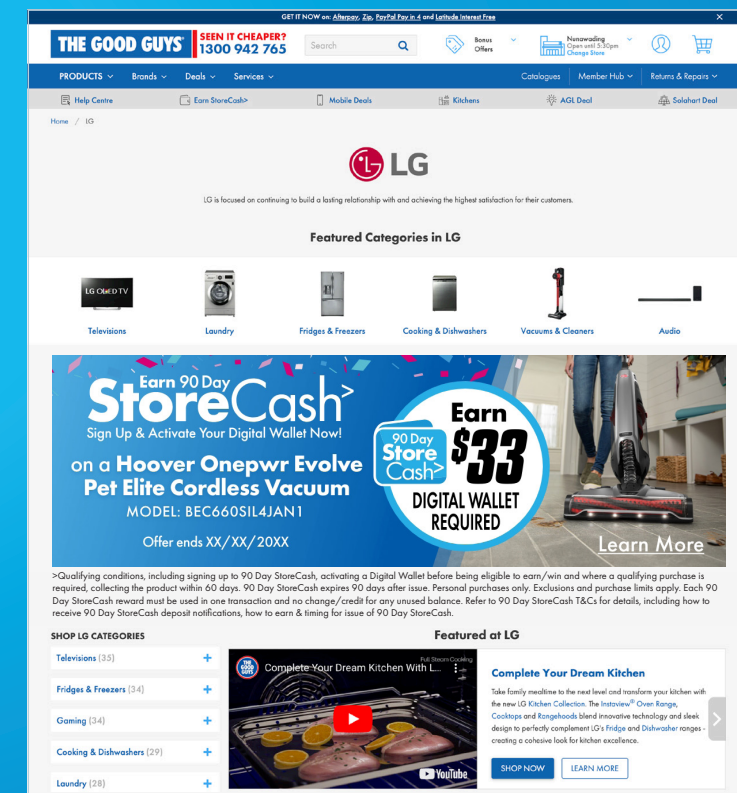 GET IT NOW on: Afterpay, Zip, PayPal Pay in 4 and Latitude Interest Free
THE GOOD GUYS
SEEN IT CHEAPER?
1300 942 765
Search
Bonus
Offers
Nunawading
Open until 5:30pm
Change Store
PRODUCTS Brands Deals Services
Catalogues Member Hub Returns & Repairs
Help Centre Earn StoreCash> Mobile Deals Kitchens AGL Deal Solahart Deal
Home / LG
LG
LG is focused on continuing to build a lasting relationship with and achieving the highest satisfaction for their customers.
Featured Categories in LG
LG OLED TV
Televisions Laundry Fridges & Freezers Cooking & Dishwashers Vacuums & Cleaners Audio
Earn 90 Day
StoreCash>
Sign Up & Activate Your Digital Wallet Now!
on a Hoover Onepwr Evolve
Pet Elite Cordless Vacuum
MODEL: BEC660SIL4JAN1
Offer ends XX/XX/20XX
90 Day
Store
Cash>
Earn
$33
DIGITAL WALLET
REQUIRED
Learn More
>Qualifying conditions, including signing up to 90 Day StoreCash, activating a Digital Wallet before being eligible to earn/win and where a qualifying purchase is
required, collecting the product within 60 days. 90 Day StoreCash expires 90 days after issue. Personal purchases only. Exclusions and purchase limits apply. Each 90
Day StoreCash reward must be used in one transaction and no change/credit for any unused balance. Refer to 90 Day StoreCash T&Cs for details, including how to
receive 90 Day StoreCash deposit notifications, how to earn & timing for issue of 90 Day StoreCash.
SHOP LG CATEGORIES
Televisions (35) +
Fridges & Freezers (34) +
Gaming (34) +
Cooking & Dishwashers (29) +
Laundry (28) +
Featured at LG
THE
GOOD
GUYS
Complete Your Dream Kitchen With L...
Full Steam Cooking
YouTube
Complete Your Dream Kitchen
Take family mealtime to the next level and transform your kitchen with
the new LG Kitchen Collection. The Instaview® Oven Range,
Cooktops and Rangehoods blend innovative technology and sleek
design to perfectly complement LG's Fridge and Dishwasher ranges -
creating a cohesive look for kitchen excellence.
SHOP NOW LEARN MORE